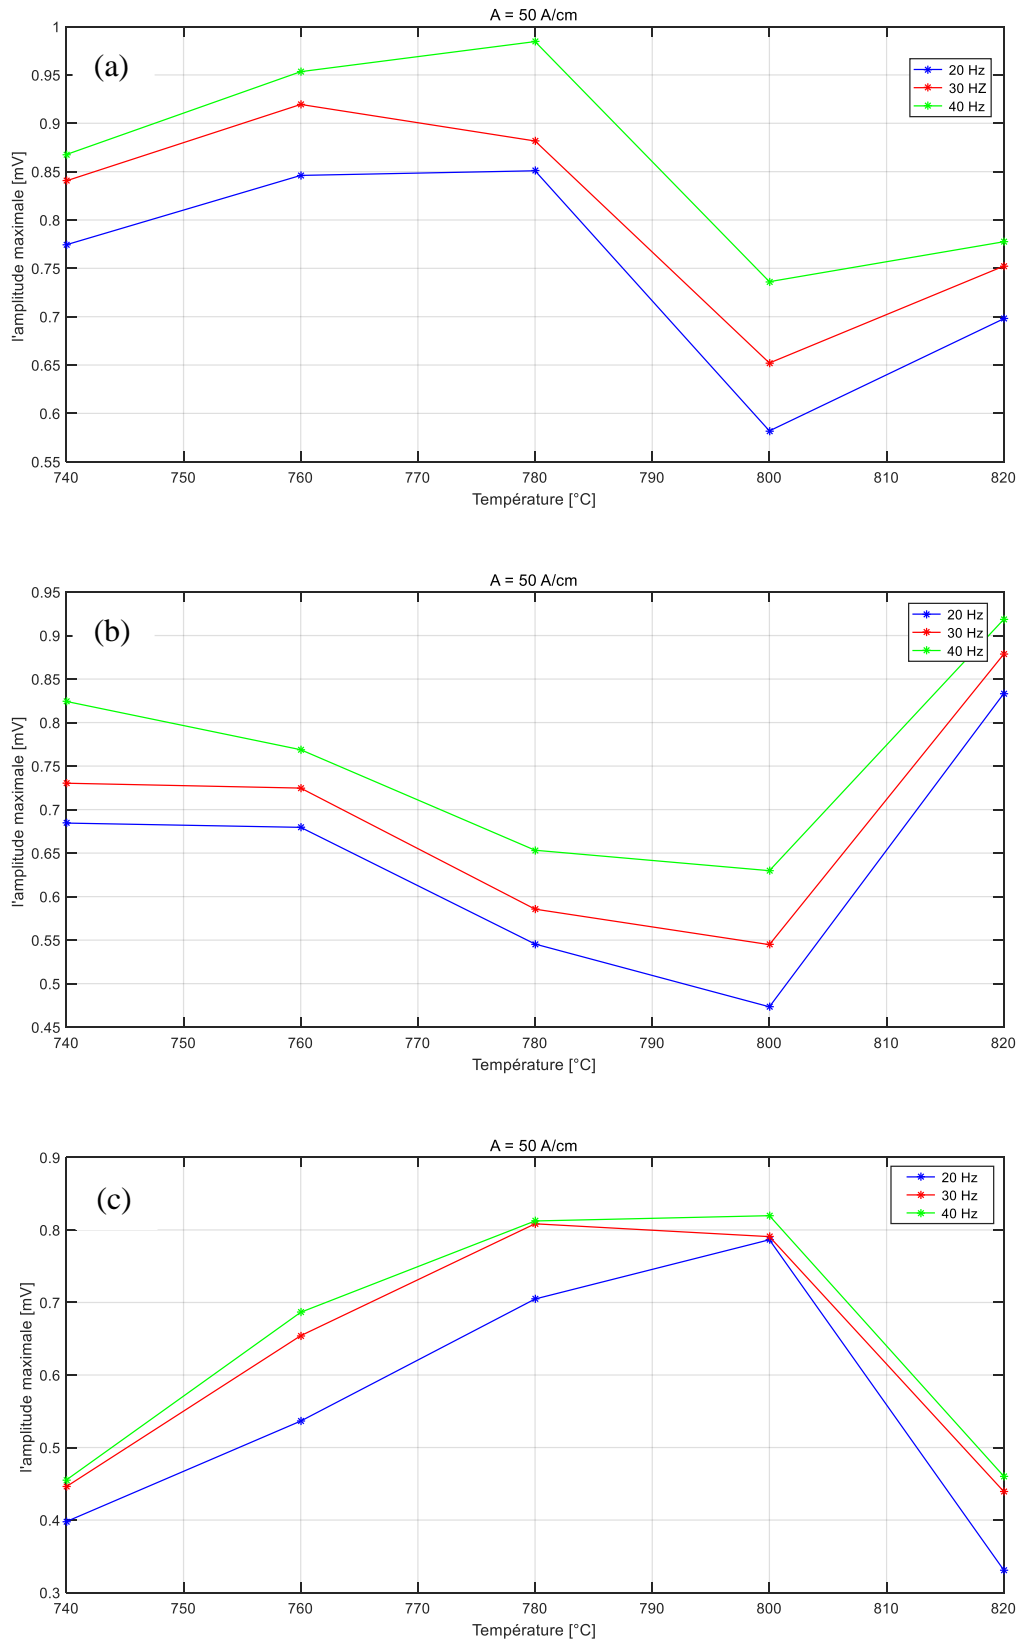 A = 50 A/cm
(a)
20 Hz
30 HZ
40 Hz
1
0.95
0.9
0.85
0.8
0.75
0.7
0.65
0.6
0.55
l'amplitude maximale [mV]
740 750 760 770 780 790 800 810 820
Température [°C]
A = 50 A/cm
(b)
20 Hz
30 Hz
40 Hz
0.95
0.9
0.85
0.8
0.75
0.7
0.65
0.6
0.55
0.5
0.45
l'amplitude maximale [mV]
740 750 760 770 780 790 800 810 820
Température [°C]
A = 50 A/cm
(c)
20 Hz
30 Hz
40 Hz
0.9
0.8
0.7
0.6
0.5
0.4
0.3
l'amplitude maximale [mV]
740 750 760 770 780 790 800 810 820
Température [°C]